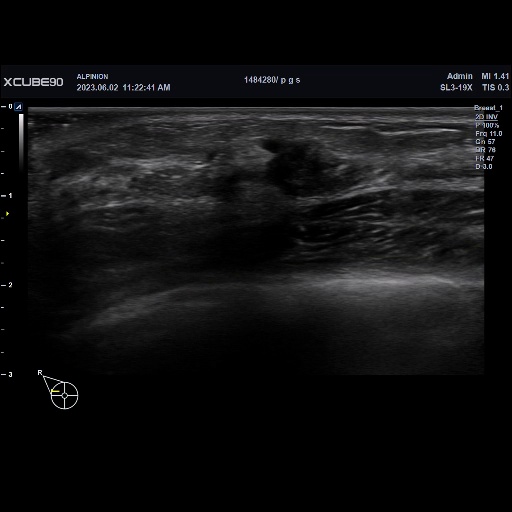 XCUBE90
ALPINION
2023.06.02 11:22:41 AM
1484280/ p g s
Admin MI 1.41
SL3-19X TIS 0.3
Breast_1
2D INV
P 100%
Frq 11.0
Gn 57
DR 76
FR 47
D 3.0
0
1
2
3
R